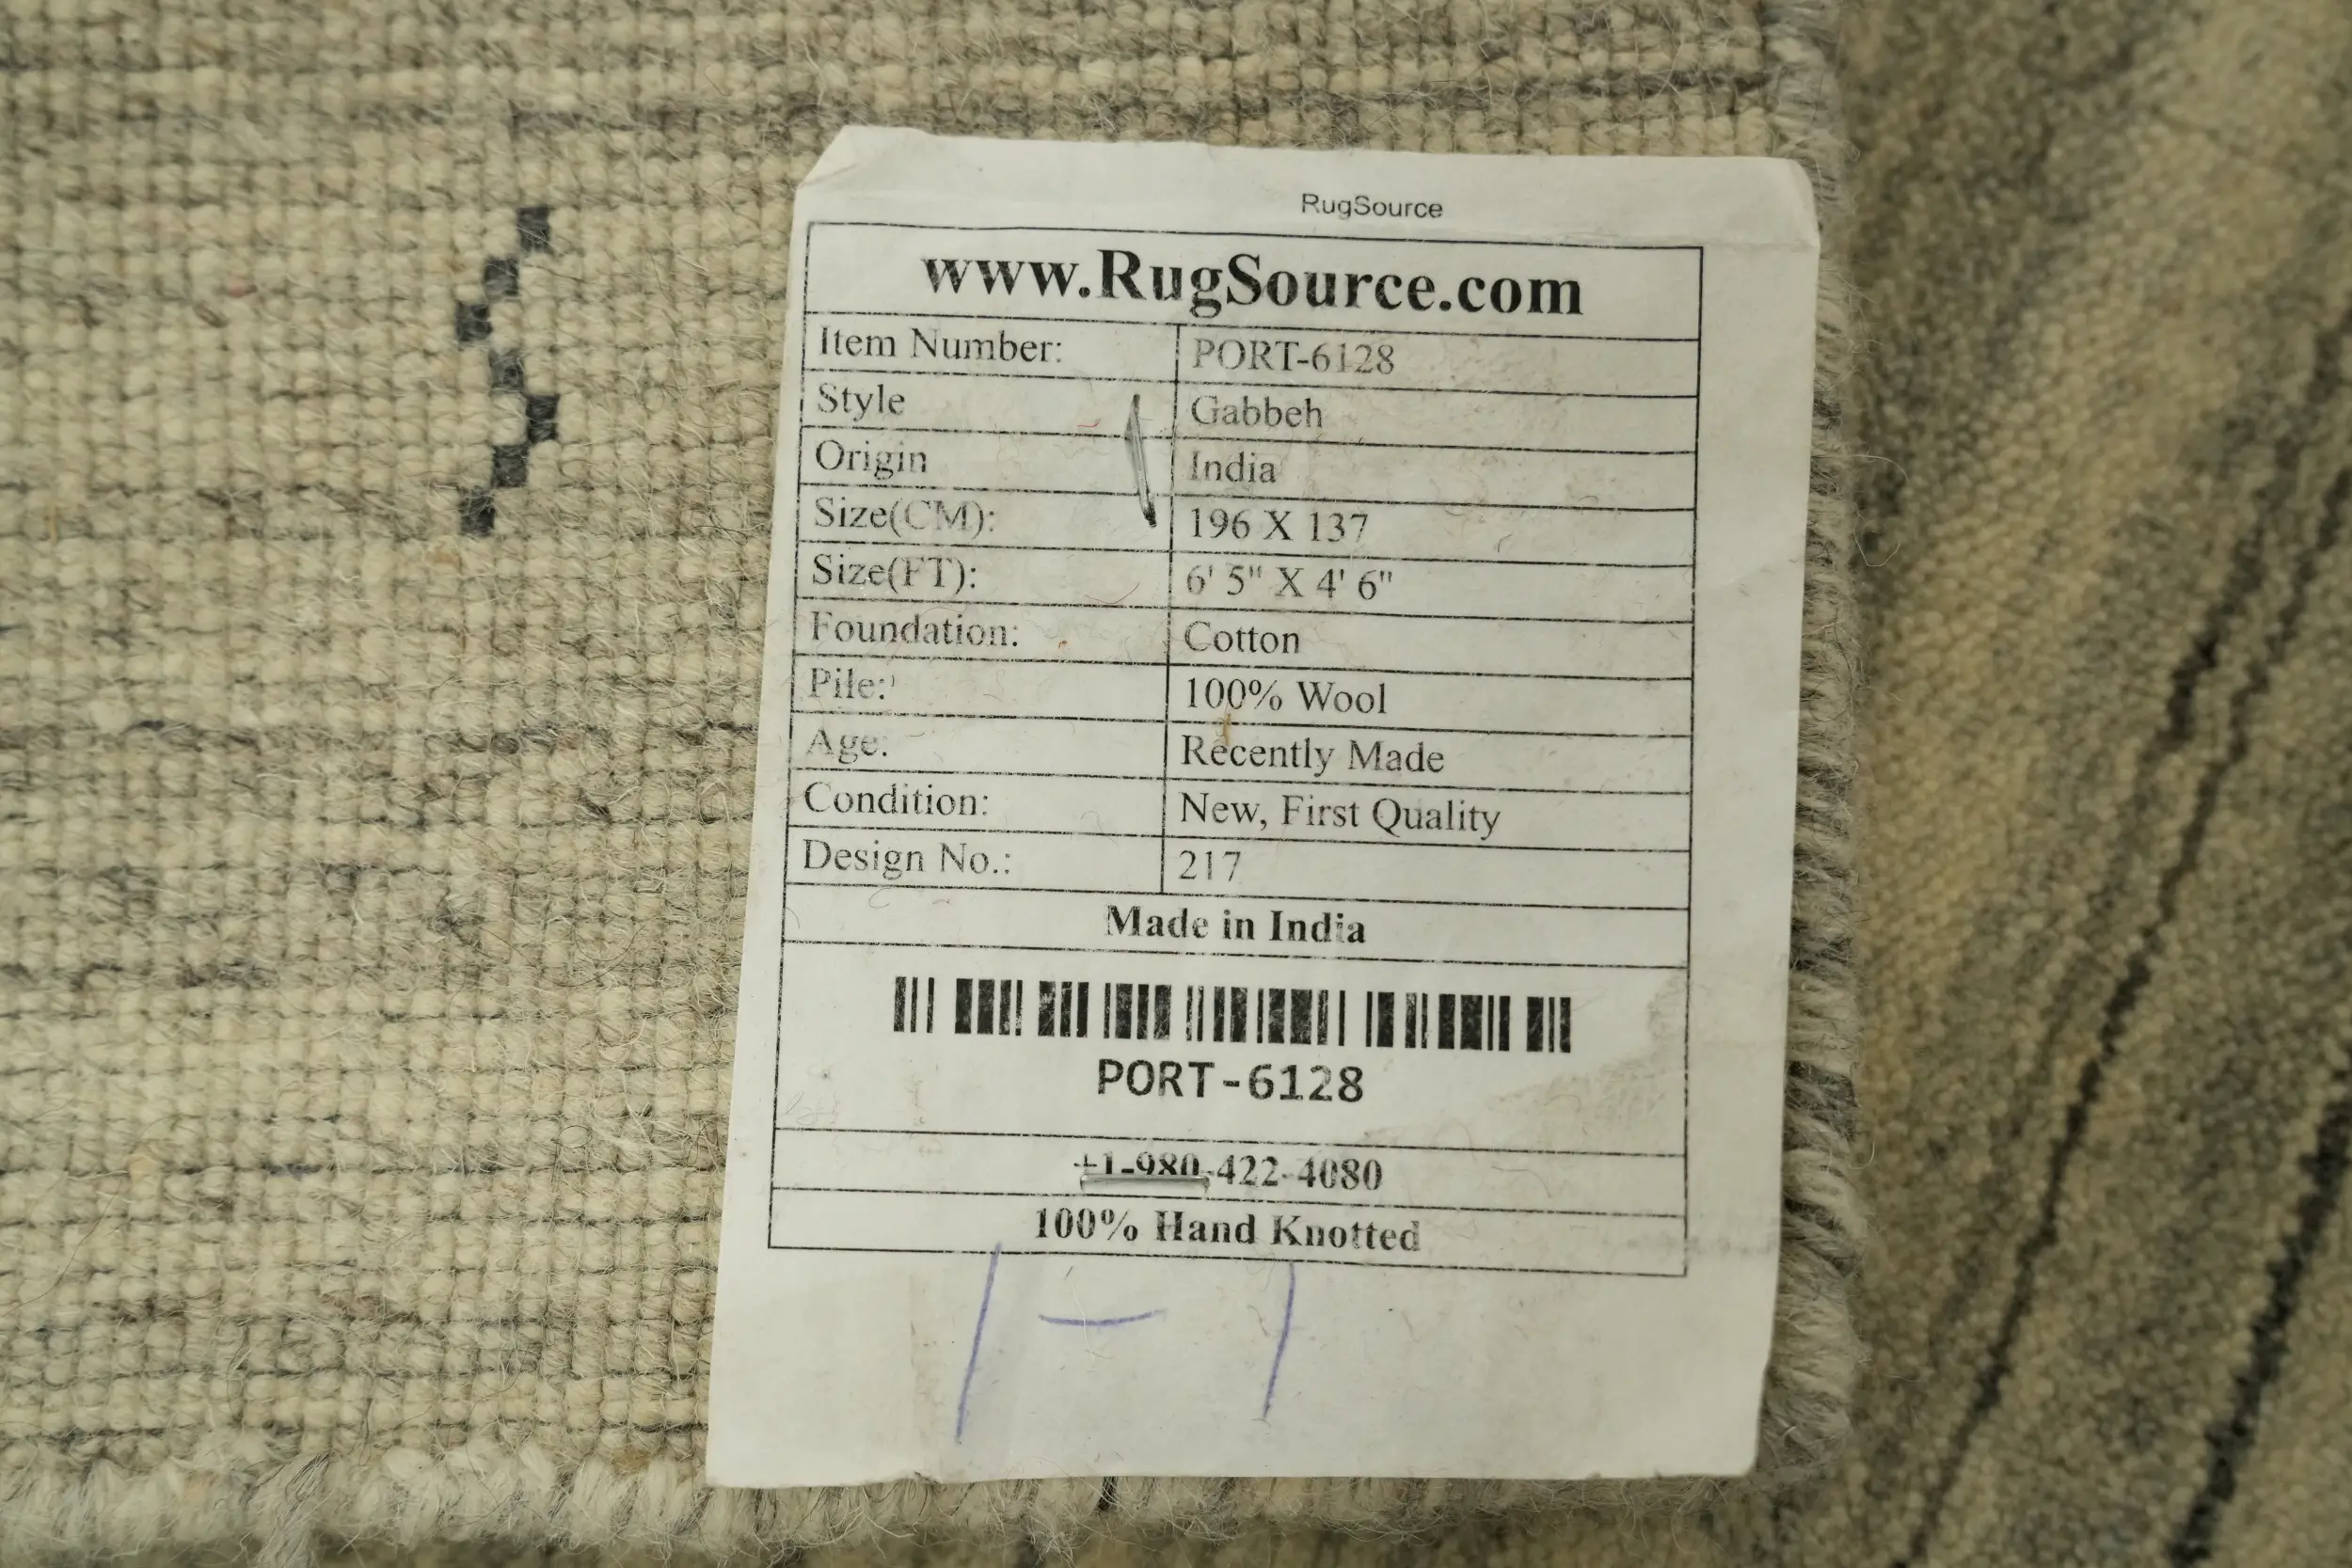 RugSource
www.RugSource.com
Item Number: PORT-6128
Style Gabbeh
Origin India
Size(CM): 196 X 137
Size(FT): 6' 5" X 4' 6"
Foundation: Cotton
Pile: 100% Wool
Age: Recently Made
Condition: New, First Quality
Design No.: 217
Made in India
PORT-6128
+1-980-422-4080
100% Hand Knotted
1-1